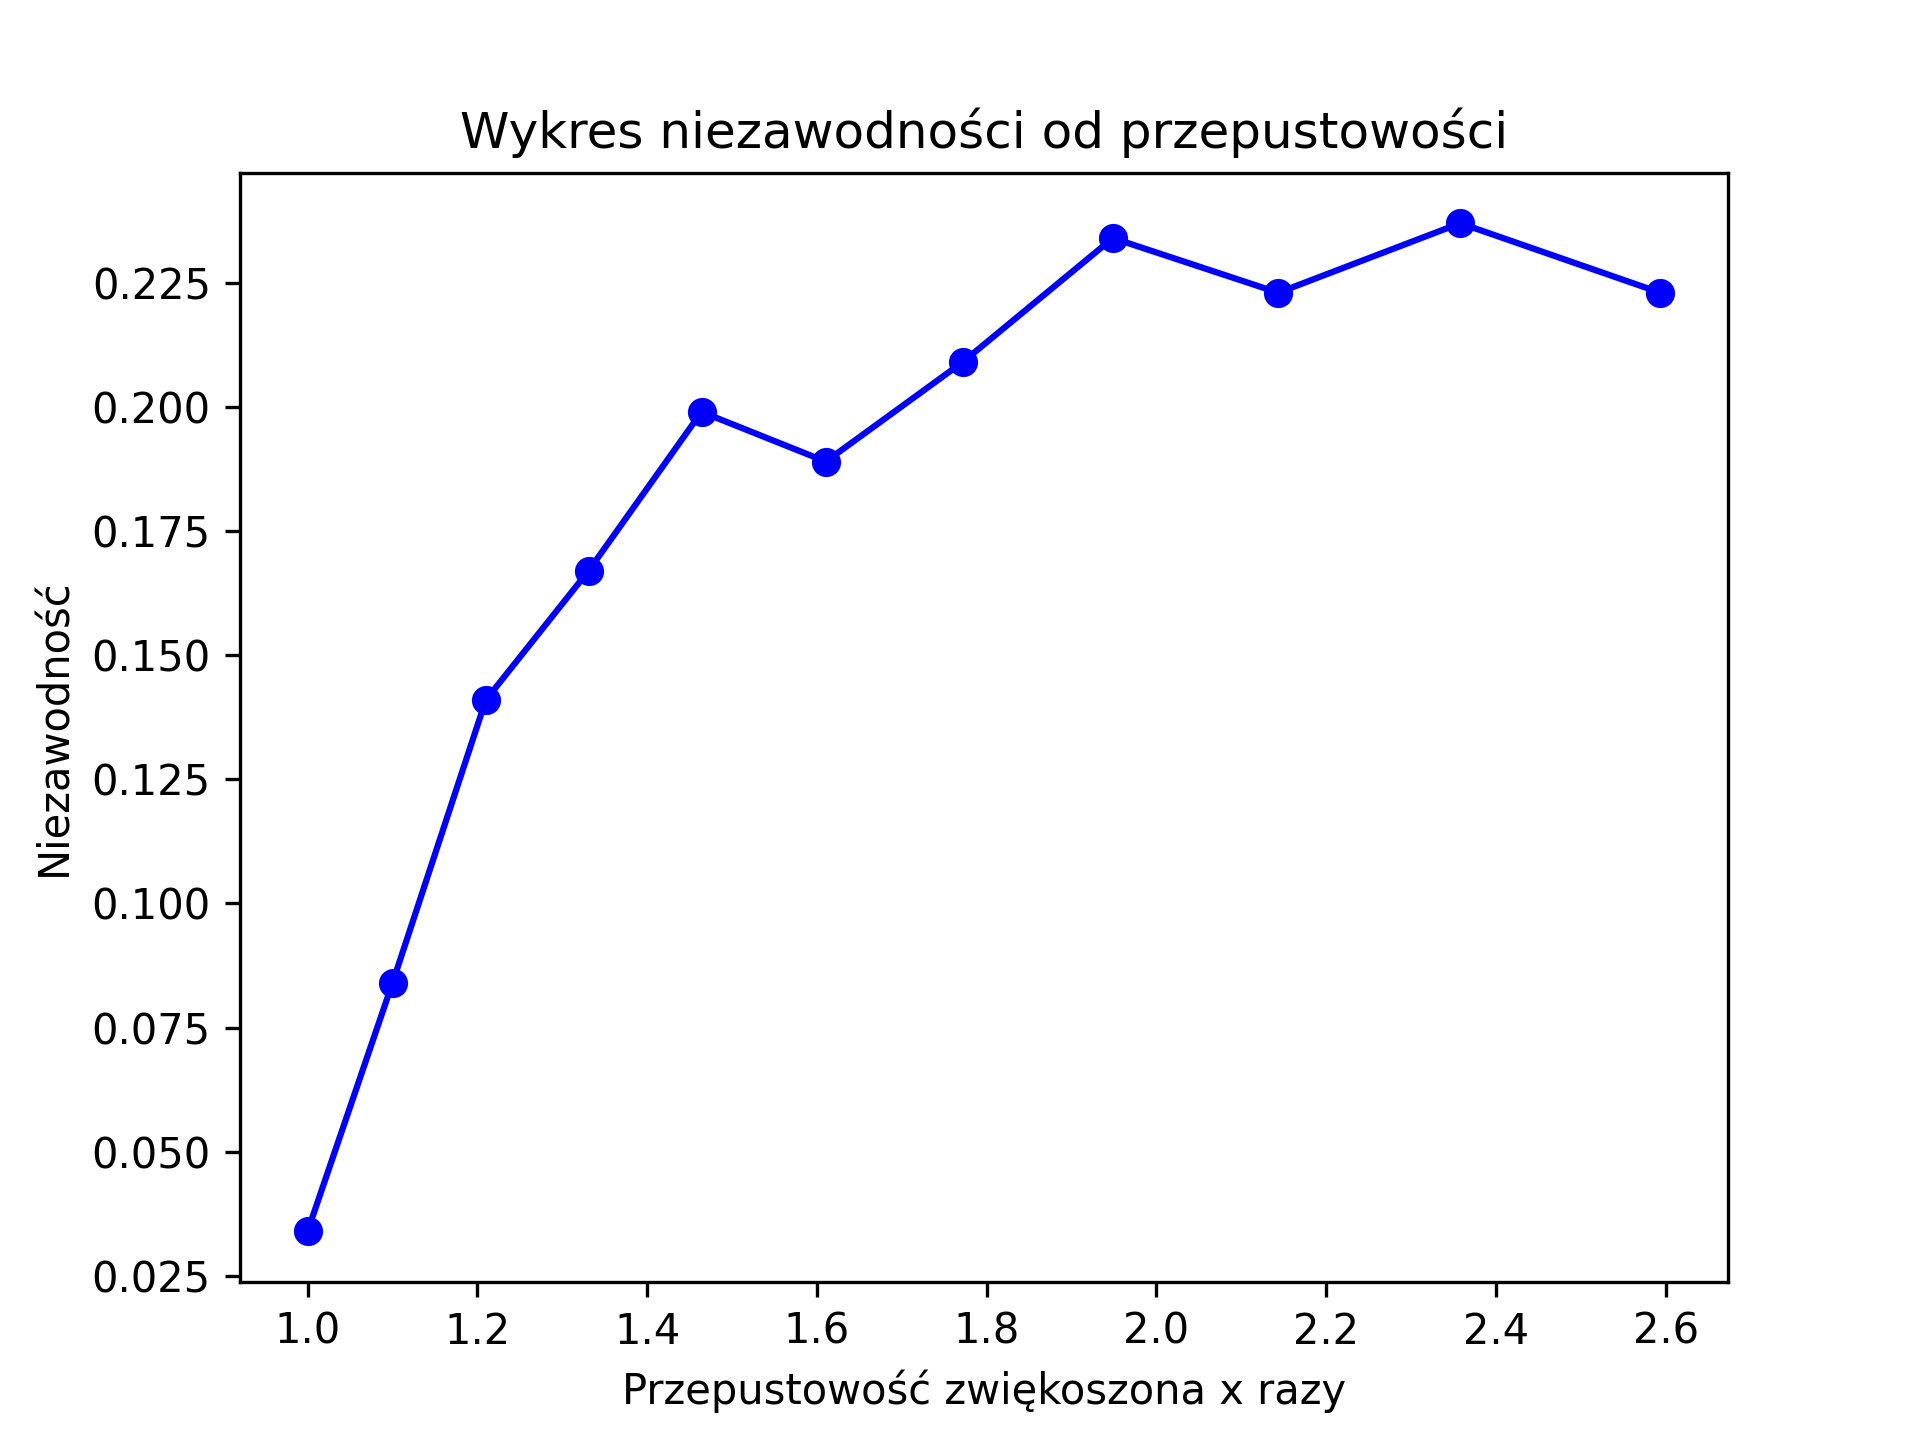 Wykres niezawodności od przepustowości
Niezawodność
0.225
0.200
0.175
0.150
0.125
0.100
0.075
0.050
0.025
1.0 1.2 1.4 1.6 1.8 2.0 2.2 2.4 2.6
Przepustowość zwiękoszona x razy